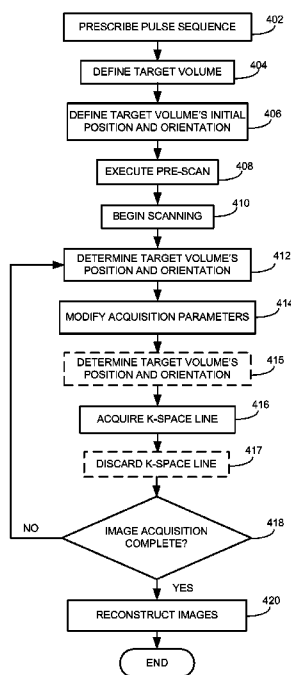 PRESCRIBE PULSE SEQUENCE
402
DEFINE TARGET VOLUME
404
DEFINE TARGET VOLUME'S INITIAL
POSITION AND ORIENTATION
406
EXECUTE PRE-SCAN
408
BEGIN SCANNING
410
DETERMINE TARGET VOLUME'S
POSITION AND ORIENTATION
412
MODIFY ACQUISITION PARAMETERS
414
DETERMINE TARGET VOLUME'S
POSITION AND ORIENTATION
415
ACQUIRE K-SPACE LINE
416
DISCARD K-SPACE LINE
417
IMAGE ACQUISITION
COMPLETE?
418
NO
YES
RECONSTRUCT IMAGES
420
END